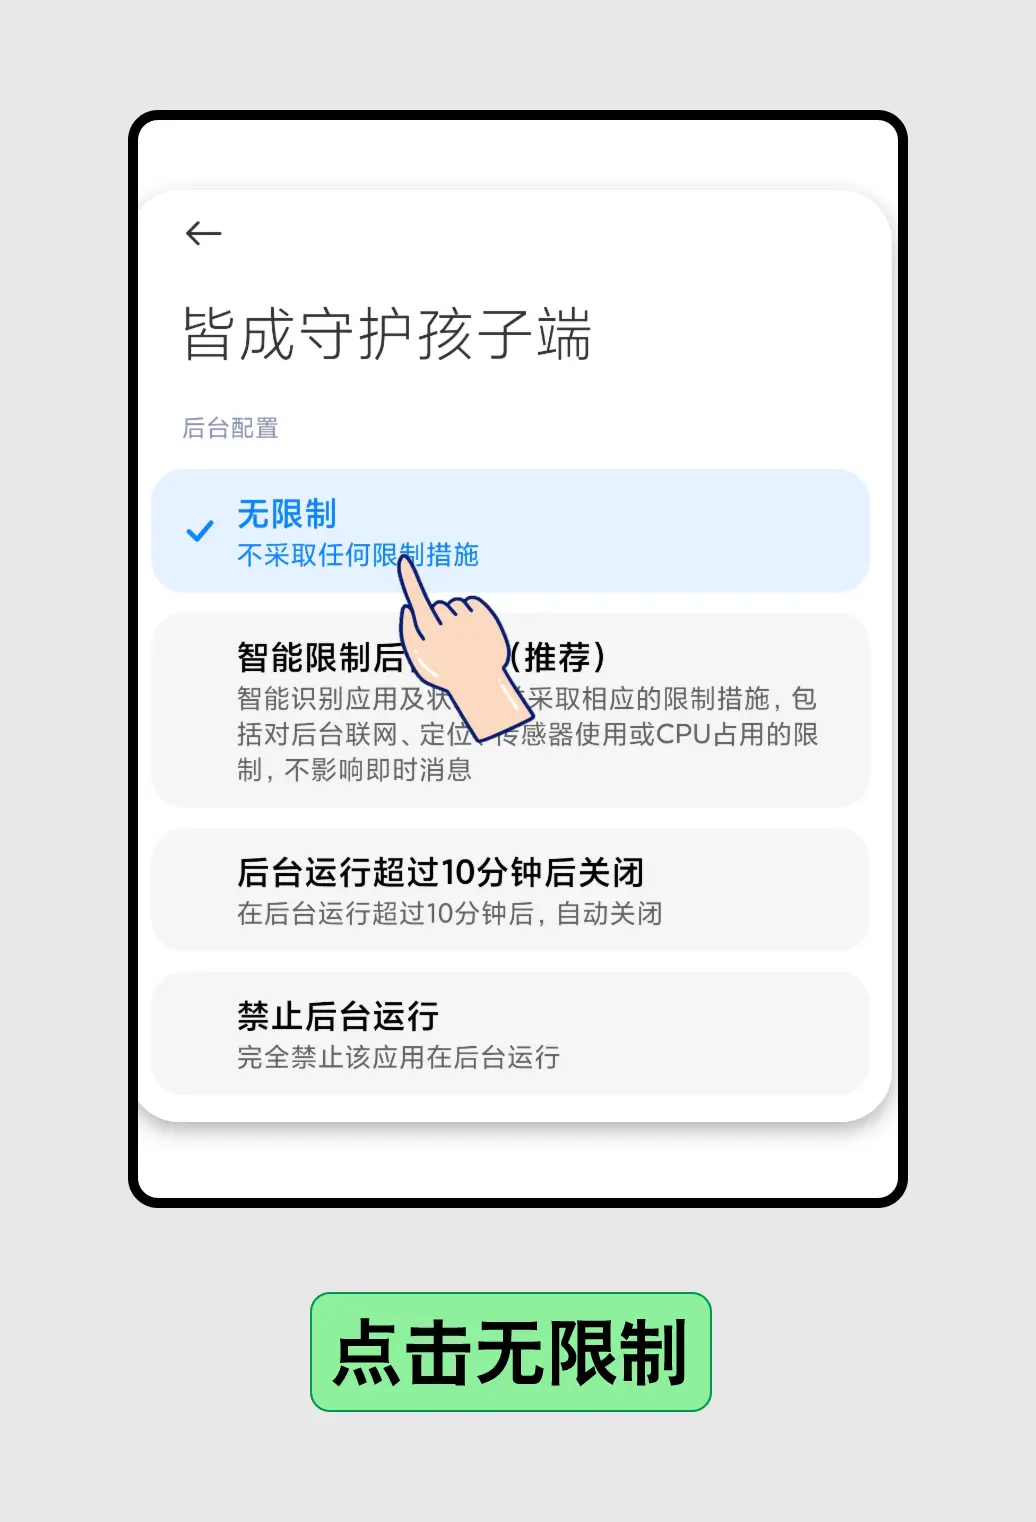 皆成守护孩子端
后台配置
无限制
不采取任何限制措施
智能限制后 (推荐)
智能识别应用及状 采取相应的限制措施，包
括对后台联网、定位、传感器使用或CPU占用的限
制，不影响即时消息
后台运行超过10分钟后关闭
在后台运行超过10分钟后，自动关闭
禁止后台运行
完全禁止该应用在后台运行
点击无限制